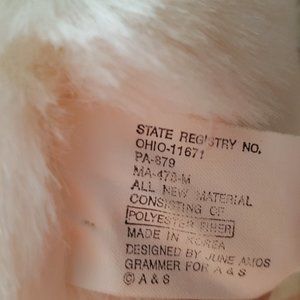 STATE REGISTRY NO.
OHIO-11671
PA-879
MA-478-M
ALL NEW MATERIAL
CONSISTING OF
POLYESTER FIBER
MADE IN KOREA
DESIGNED BY JUNE AMOS
GRAMMER FOR A & S
© A & S